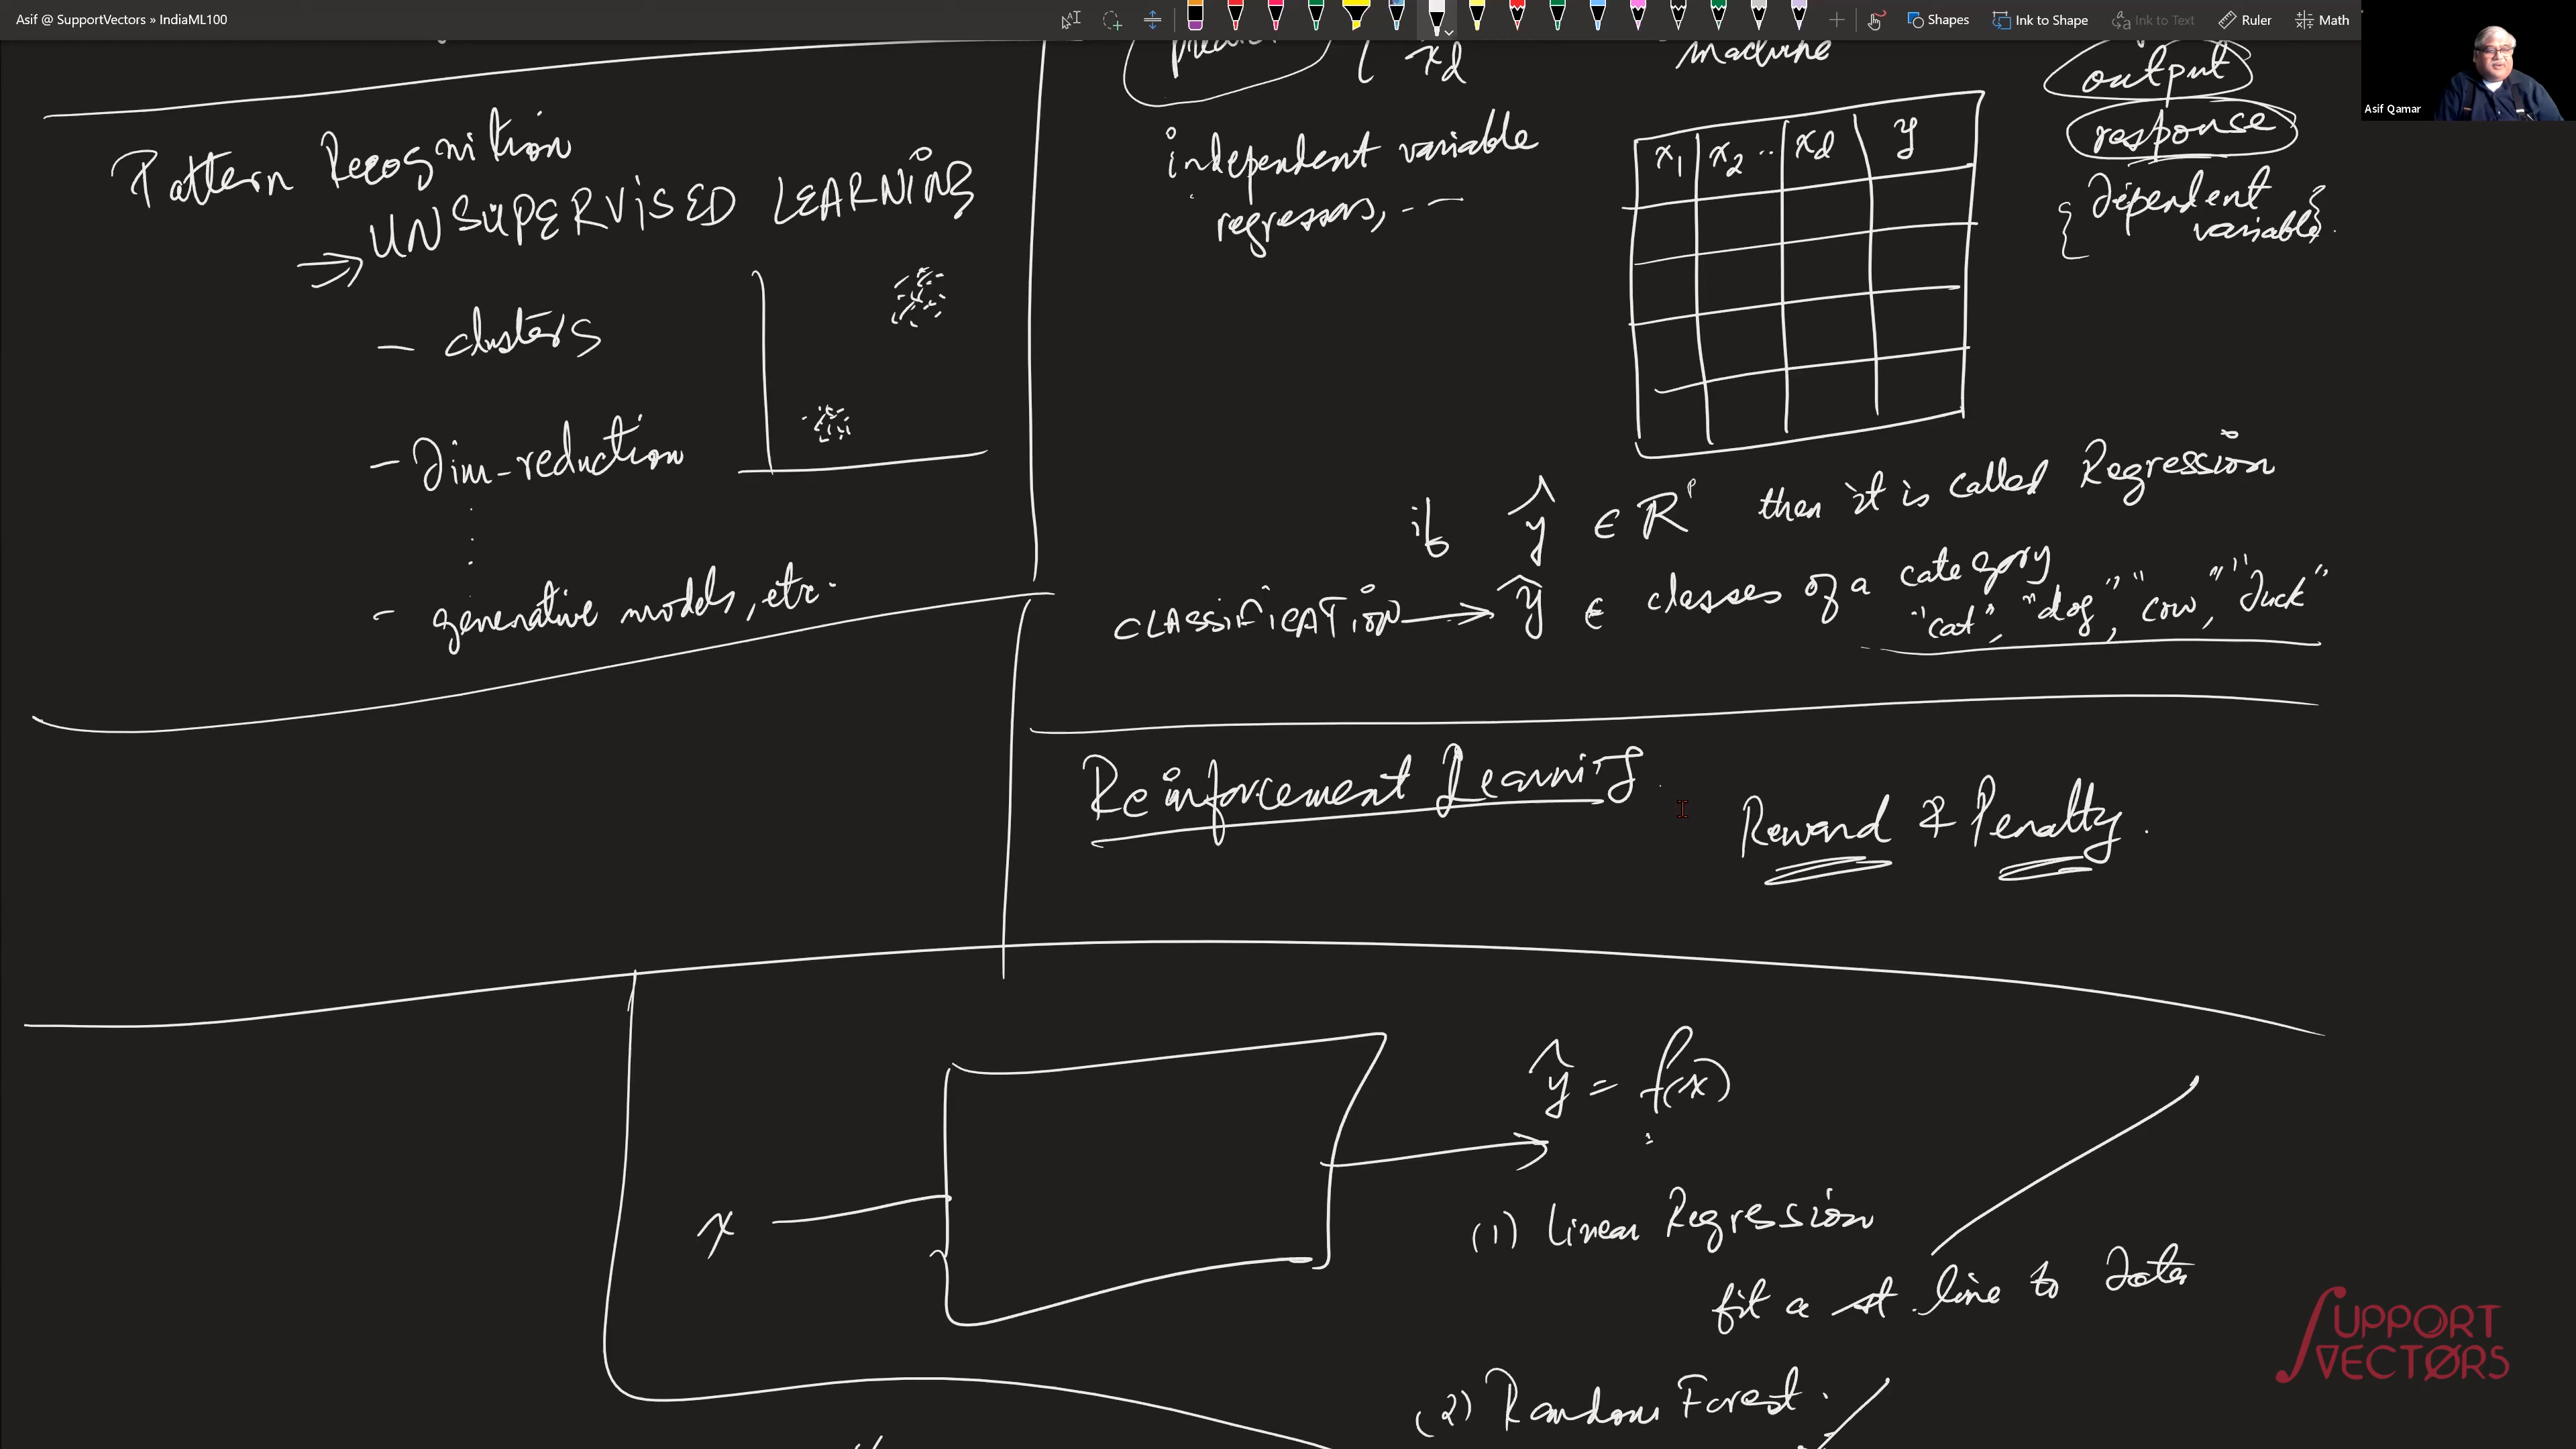 Asif @ SupportVectors » IndiaML100
Shapes
Ink to Shape
Ink to Text
Ruler
Math
Asif Qamar
Pattern Recognition
UNSUPERVISED LEARNING
- clusters
- Dim-reduction
- generative models, etc.
xd
machine
output
response
{Dependent variable}
independent variable
regressors, --
x1 x2 .. xd y
if ŷ ∈ R¹ then it is called Regression
CLASSIFICATION → ŷ ∈ classes of a category
"cat", "dog", "cow", "Duck"
Reinforcement Learning
Reward & Penalty.
ŷ = f(x)
x
(1) Linear Regression
fit a st. line to Data
(2) Random Forest.
SUPPORT
VECTORS